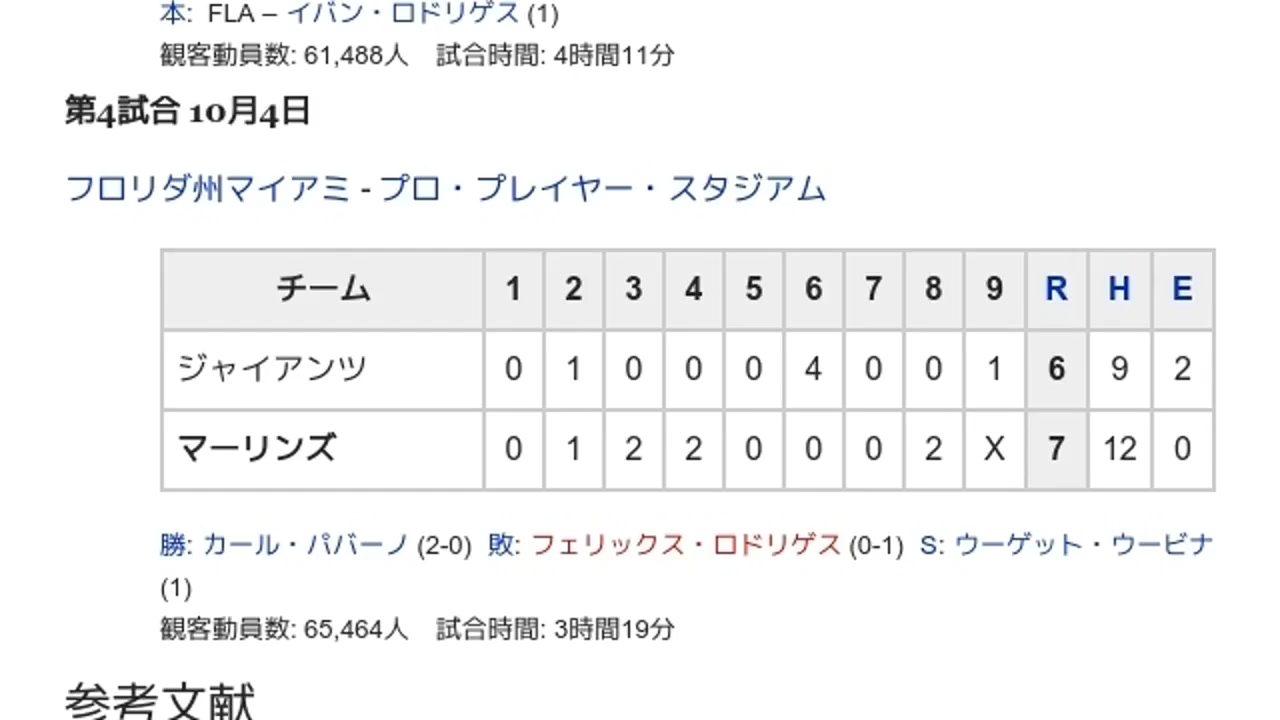 本: FLA – イバン・ロドリゲス (1)
観客動員数: 61,488人　試合時間: 4時間11分
第4試合 10月4日
フロリダ州マイアミ - プロ・プレイヤー・スタジアム
チーム 1 2 3 4 5 6 7 8 9 R H E
ジャイアンツ 0 1 0 0 0 4 0 0 1 6 9 2
マーリンズ 0 1 2 2 0 0 0 2 X 7 12 0
勝: カール・パバーノ (2-0)  敗: フェリックス・ロドリゲス (0-1)  S: ウーゲット・ウービナ
(1)
観客動員数: 65,464人　試合時間: 3時間19分
参考文献